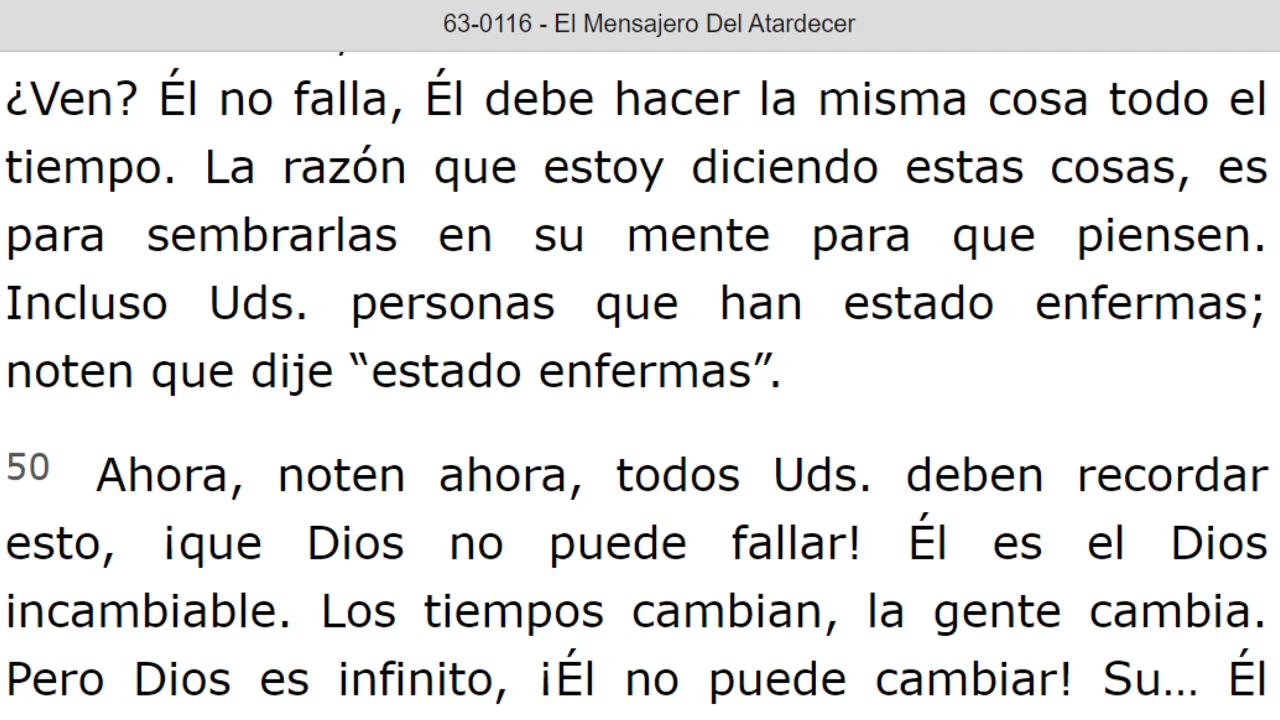 63-0116 - El Mensajero Del Atardecer
¿Ven? Él no falla, Él debe hacer la misma cosa todo el
tiempo. La razón que estoy diciendo estas cosas, es
para sembrarlas en su mente para que piensen.
Incluso Uds. personas que han estado enfermas;
noten que dije “estado enfermas”.
50 Ahora, noten ahora, todos Uds. deben recordar
esto, ¡que Dios no puede fallar! Él es el Dios
incambiable. Los tiempos cambian, la gente cambia.
Pero Dios es infinito, ¡Él no puede cambiar! Su... Él